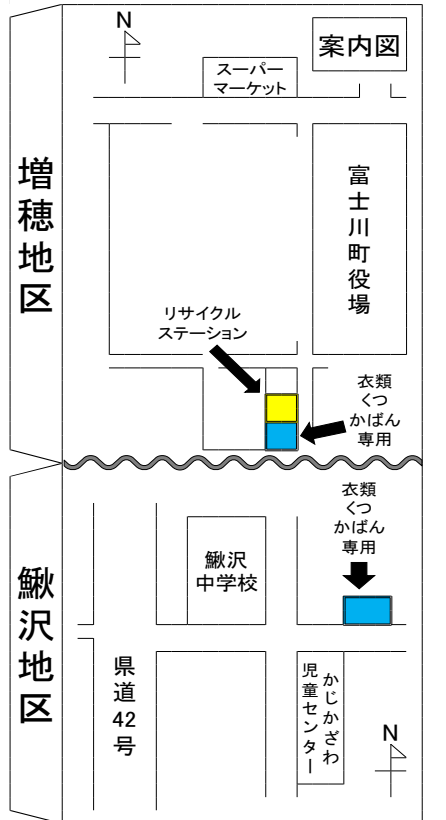 増穂地区
N
案内図
スーパー
マーケット
富士川町役場
リサイクル
ステーション
衣類
くつ
かばん
専用
鰍沢地区
衣類
くつ
かばん
専用
鰍沢
中学校
県道42号
かじかざわ
児童センター
N